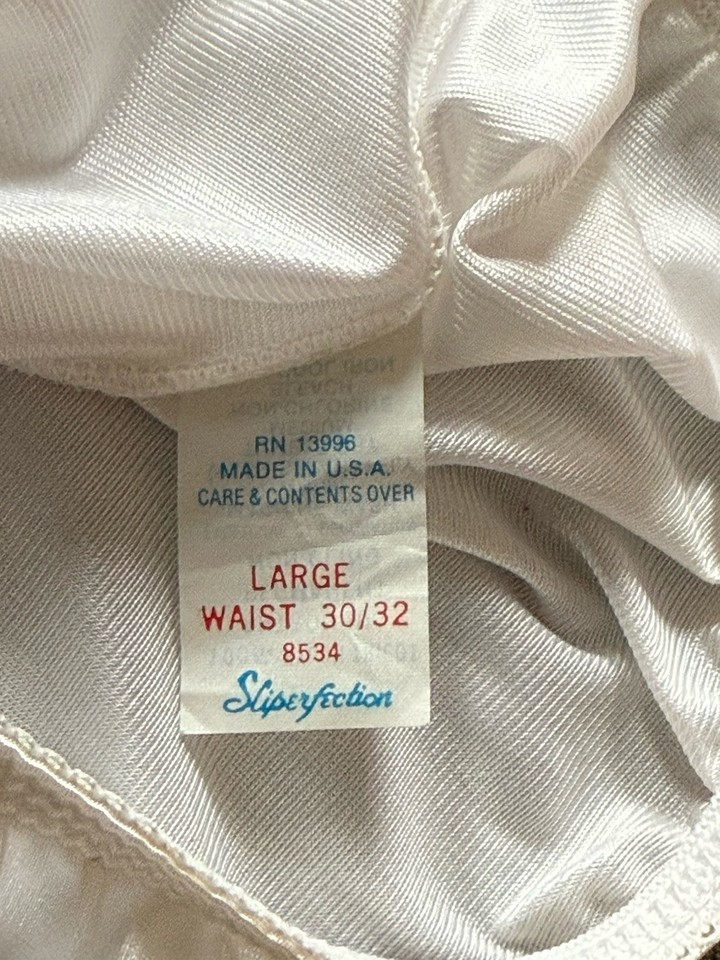 RN 13996
MADE IN U.S.A.
CARE & CONTENTS OVER
LARGE
WAIST 30/32
8534
Sliperfection